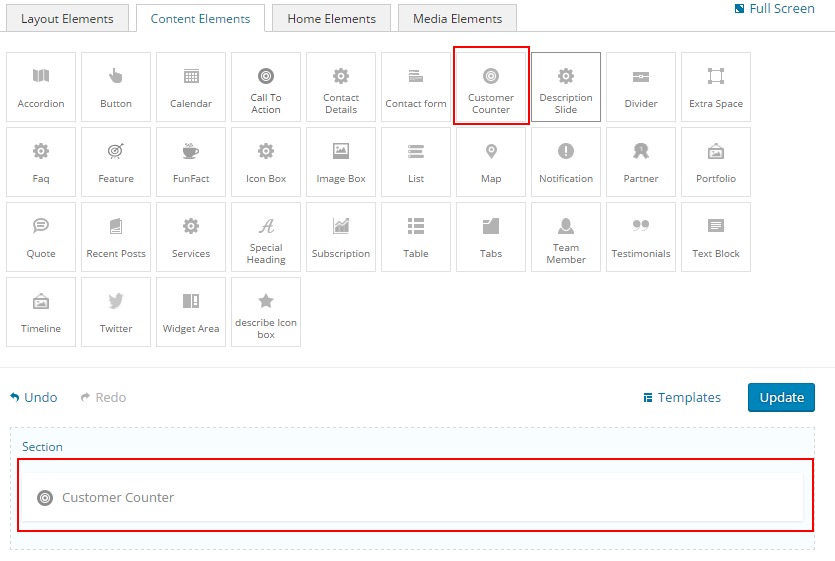 Full Screen
Layout Elements
Content Elements
Home Elements
Media Elements
Accordion
Button
Calendar
Call To
Action
Contact
Details
Contact form
Customer
Counter
Description
Slide
Divider
Extra Space
Faq
Feature
FunFact
Icon Box
Image Box
List
Map
Notification
Partner
Portfolio
Quote
Recent Posts
Services
Special
Heading
Subscription
Table
Tabs
Team
Member
Testimonials
Text Block
Timeline
Twitter
Widget Area
describe Icon
box
Undo
Redo
Templates
Update
Section
Customer Counter